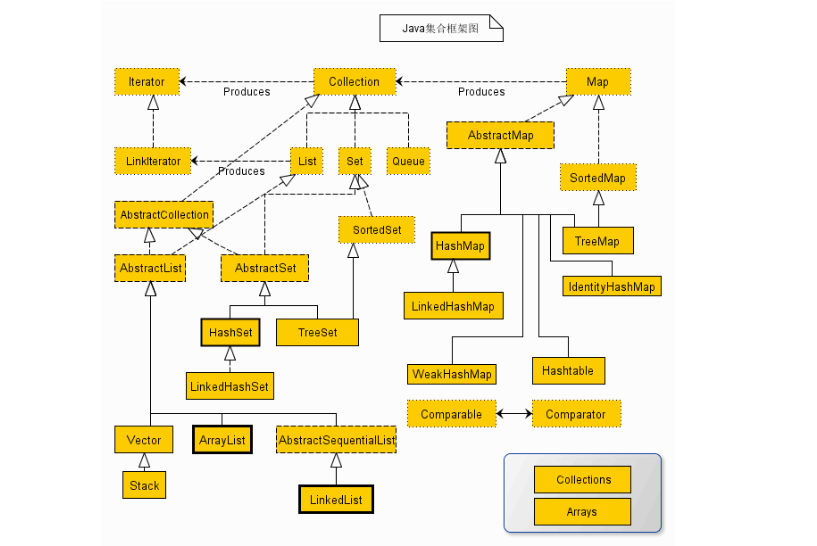 Java集合框架图
Iterator
Collection
Map
Produces
Produces
AbstractMap
LinkIterator
List
Set
Queue
Produces
SortedMap
AbstractCollection
SortedSet
HashMap
TreeMap
AbstractList
AbstractSet
IdentityHashMap
LinkedHashMap
HashSet
TreeSet
WeakHashMap
Hashtable
LinkedHashSet
Comparable
Comparator
Vector
ArrayList
AbstractSequentialList
Stack
LinkedList
Collections
Arrays